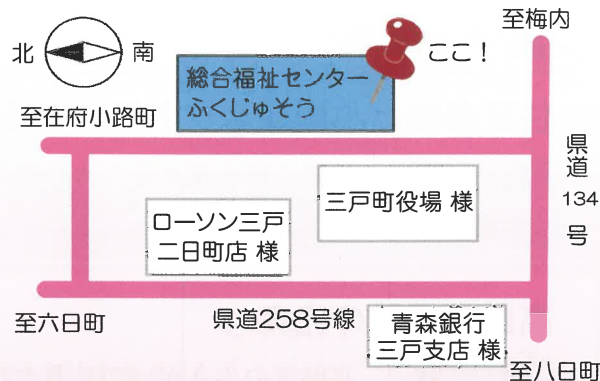 至梅内
北
南
ここ！
総合福祉センター
ふくじゅそう
至在府小路町
県道
134
号
三戸町役場 様
ローソン三戸
二日町店 様
至六日町
県道258号線
青森銀行
三戸支店 様
至八日町